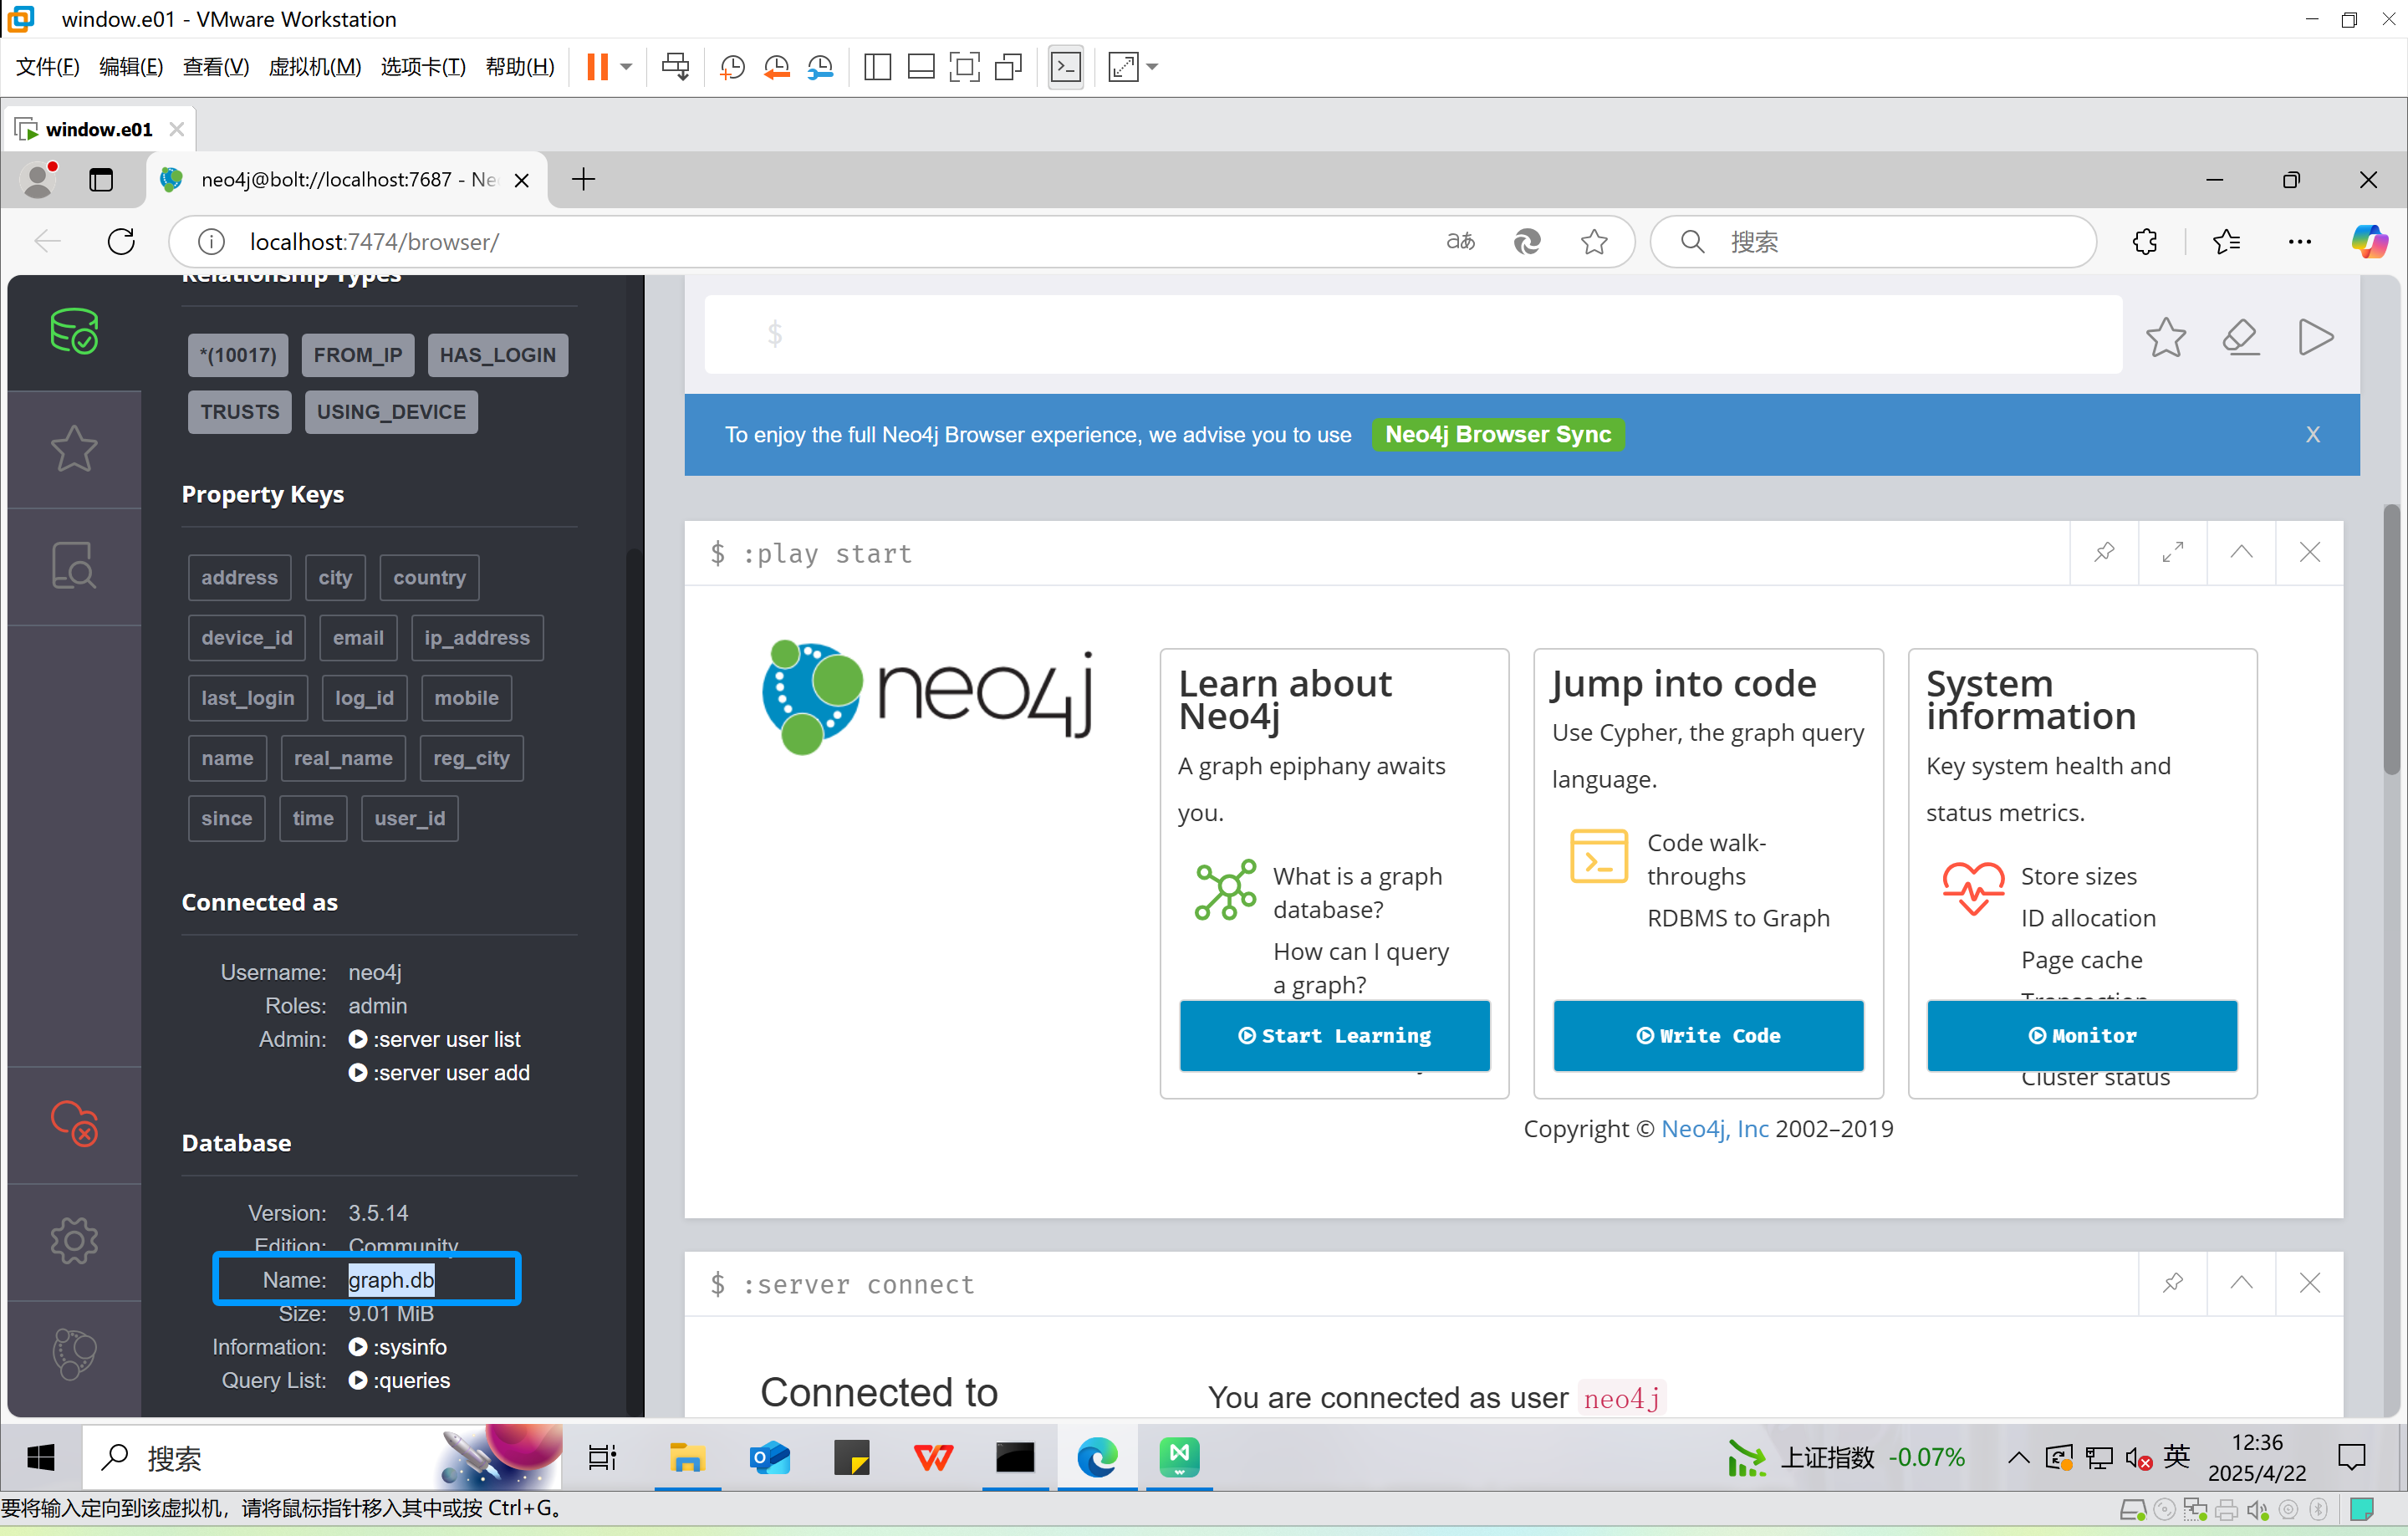 window.e01 - VMware Workstation
文件(F) 编辑(E) 查看(V) 虚拟机(M) 选项卡(T) 帮助(H)
window.e01
neo4j@bolt://localhost:7687 - Ne
localhost:7474/browser/
aあ
搜索
Relationship Types
*(10017) FROM_IP HAS_LOGIN
TRUSTS USING_DEVICE
Property Keys
address city country
device_id email ip_address
last_login log_id mobile
name real_name reg_city
since time user_id
Connected as
Username: neo4j
Roles: admin
Admin: :server user list
:server user add
Database
Version: 3.5.14
Edition: Community
Name: graph.db
Size: 9.01 MiB
Information: :sysinfo
Query List: :queries
$
To enjoy the full Neo4j Browser experience, we advise you to use Neo4j Browser Sync
X
$ :play start
neo4j
Learn about
Neo4j
A graph epiphany awaits
you.
What is a graph
database?
How can I query
a graph?
Start Learning
Jump into code
Use Cypher, the graph query
language.
Code walk-
throughs
RDBMS to Graph
Write Code
System
information
Key system health and
status metrics.
Store sizes
ID allocation
Page cache
Transaction
Monitor
Cluster status
Copyright © Neo4j, Inc 2002–2019
$ :server connect
Connected to
You are connected as user neo4j
搜索
上证指数 -0.07%
英
12:36
2025/4/22
要将输入定向到该虚拟机，请将鼠标指针移入其中或按 Ctrl+G。